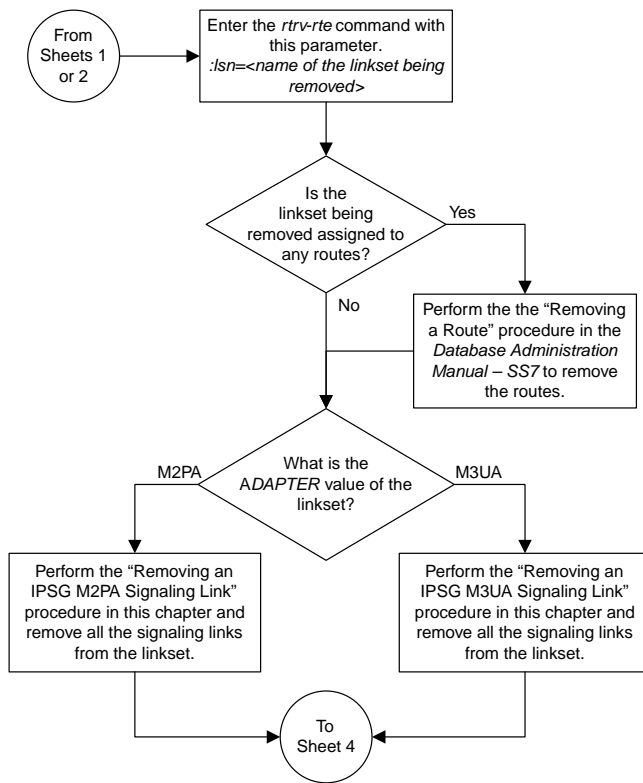 From
Sheets 1
or 2
Enter the rtrv-rte command with
this parameter.
:lsn=<name of the linkset being
removed>
Is the
linkset being
removed assigned to
any routes?
Yes
No
Perform the the “Removing
a Route” procedure in the
Database Administration
Manual – SS7 to remove
the routes.
What is the
ADAPTER value of the
linkset?
M2PA
M3UA
Perform the “Removing an
IPSG M2PA Signaling Link”
procedure in this chapter and
remove all the signaling links
from the linkset.
Perform the “Removing an
IPSG M3UA Signaling Link”
procedure in this chapter and
remove all the signaling links
from the linkset.
To
Sheet 4